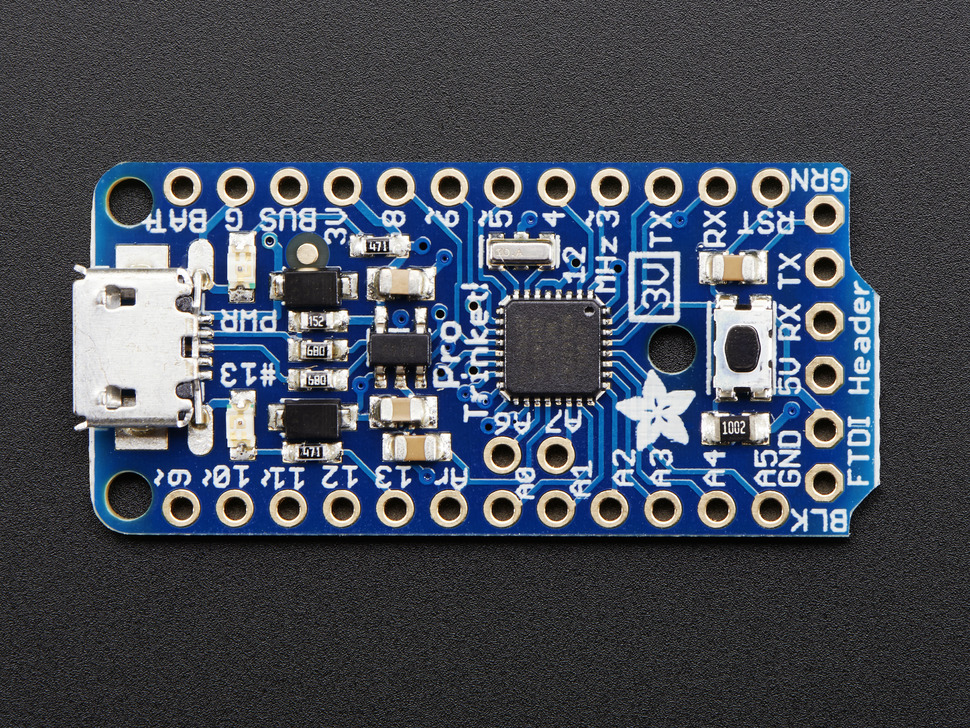 BAT G BUS 3V 8 ~6 ~5 4 ~3 TX RX RST
GRN
TX
RX
5V
GND
BLK
FTDI Header
471
12 MHz
3V
Pro
Trinket
PWR
152
680
#13
680
471
1002
A6 A7
~9 ~10 ~11 12 13 Ar A0 A1 A2 A3 A4 A5